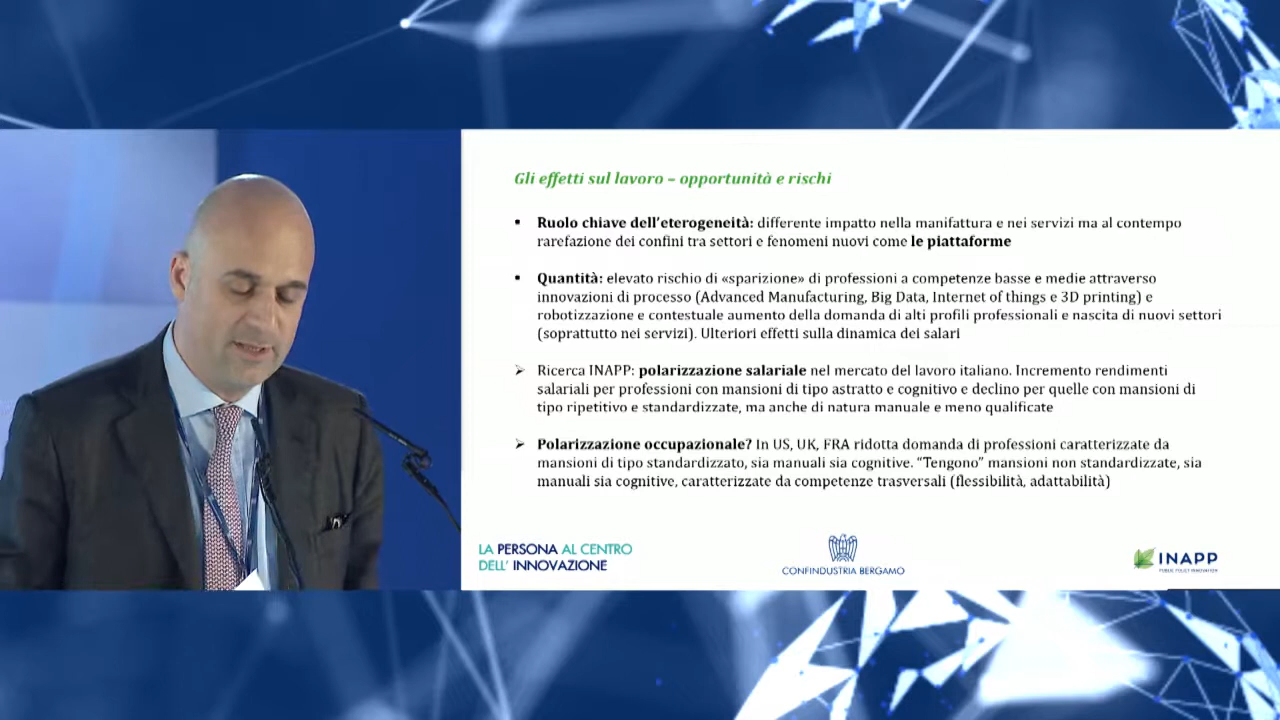 Gli effetti sul lavoro – opportunità e rischi
• Ruolo chiave dell'eterogeneità: differente impatto nella manifattura e nei servizi ma al contempo
rarefazione dei confini tra settori e fenomeni nuovi come le piattaforme
• Quantità: elevato rischio di «sparizione» di professioni a competenze basse e medie attraverso
innovazioni di processo (Advanced Manufacturing, Big Data, Internet of things e 3D printing) e
robotizzazione e contestuale aumento della domanda di alti profili professionali e nascita di nuovi settori
(soprattutto nei servizi). Ulteriori effetti sulla dinamica dei salari
➢ Ricerca INAPP: polarizzazione salariale nel mercato del lavoro italiano. Incremento rendimenti
salariali per professioni con mansioni di tipo astratto e cognitivo e declino per quelle con mansioni di
tipo ripetitivo e standardizzate, ma anche di natura manuale e meno qualificate
➢ Polarizzazione occupazionale? In US, UK, FRA ridotta domanda di professioni caratterizzate da
mansioni di tipo standardizzato, sia manuali sia cognitive. “Tengono” mansioni non standardizzate, sia
manuali sia cognitive, caratterizzate da competenze trasversali (flessibilità, adattabilità)
LA PERSONA AL CENTRO
DELL' INNOVAZIONE
CONFINDUSTRIA BERGAMO
INAPP
PUBLIC POLICY INNOVATION